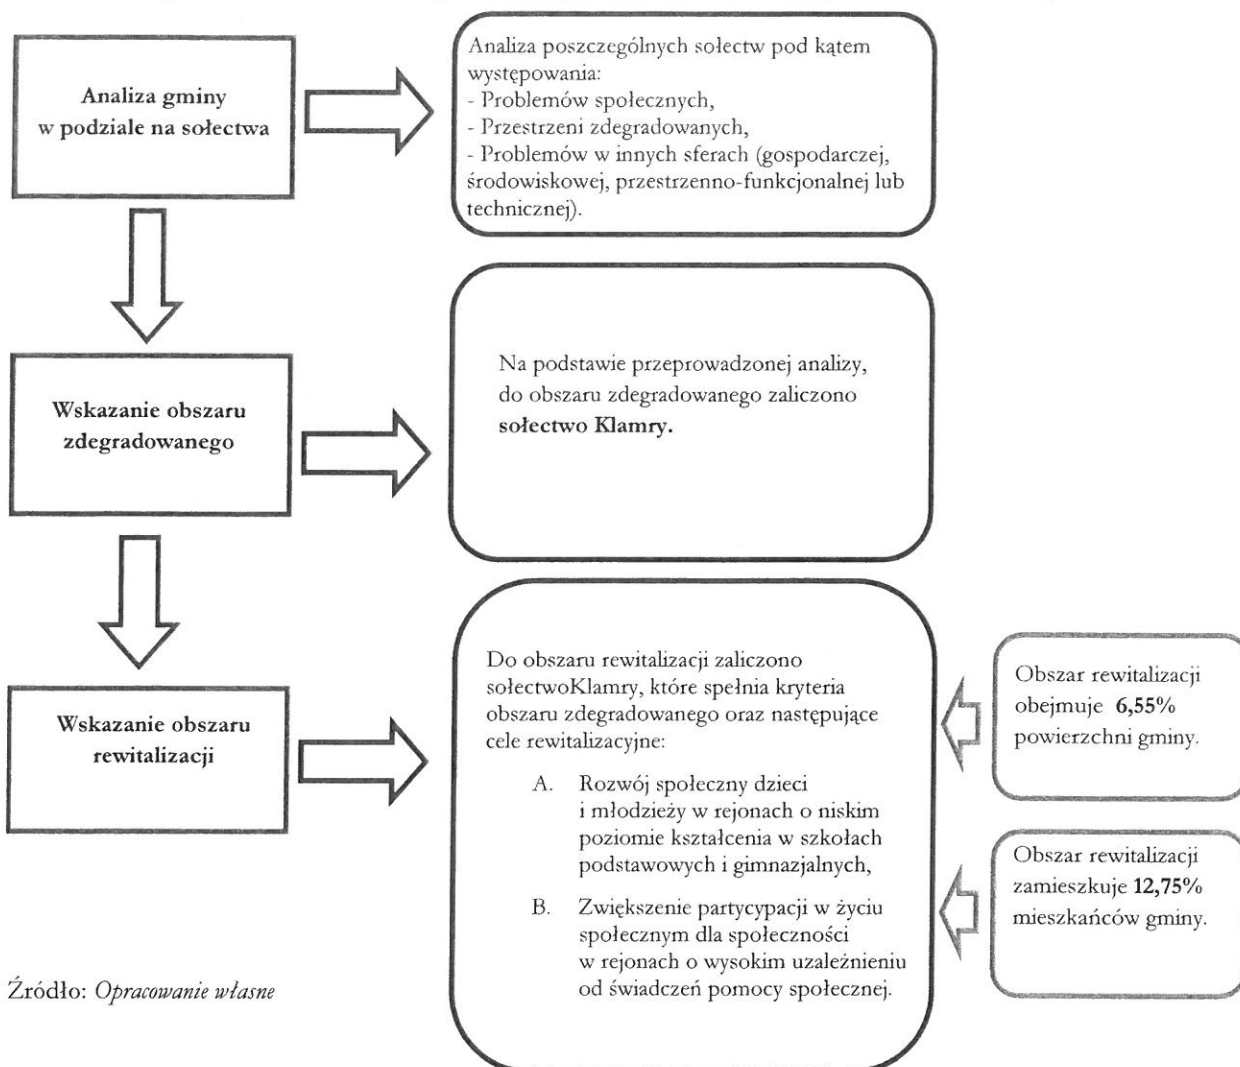 Analiza gminy
w podziale na sołectwa
Analiza poszczególnych sołectw pod kątem
występowania:
- Problemów społecznych,
- Przestrzeni zdegradowanych,
- Problemów w innych sferach (gospodarczej,
środowiskowej, przestrzenno-funkcjonalnej lub
technicznej).
Wskazanie obszaru
zdegradowanego
Na podstawie przeprowadzonej analizy,
do obszaru zdegradowanego zaliczono
sołectwo Klamry.
Wskazanie obszaru
rewitalizacji
Do obszaru rewitalizacji zaliczono
sołectwoKlamry, które spełnia kryteria
obszaru zdegradowanego oraz następujące
cele rewitalizacyjne:
A. Rozwój społeczny dzieci
i młodzieży w rejonach o niskim
poziomie kształcenia w szkołach
podstawowych i gimnazjalnych,
B. Zwiększenie partycypacji w życiu
społecznym dla społeczności
w rejonach o wysokim uzależnieniu
od świadczeń pomocy społecznej.
Obszar rewitalizacji
obejmuje 6,55%
powierzchni gminy.
Obszar rewitalizacji
zamieszkuje 12,75%
mieszkańców gminy.
Źródło: Opracowanie własne